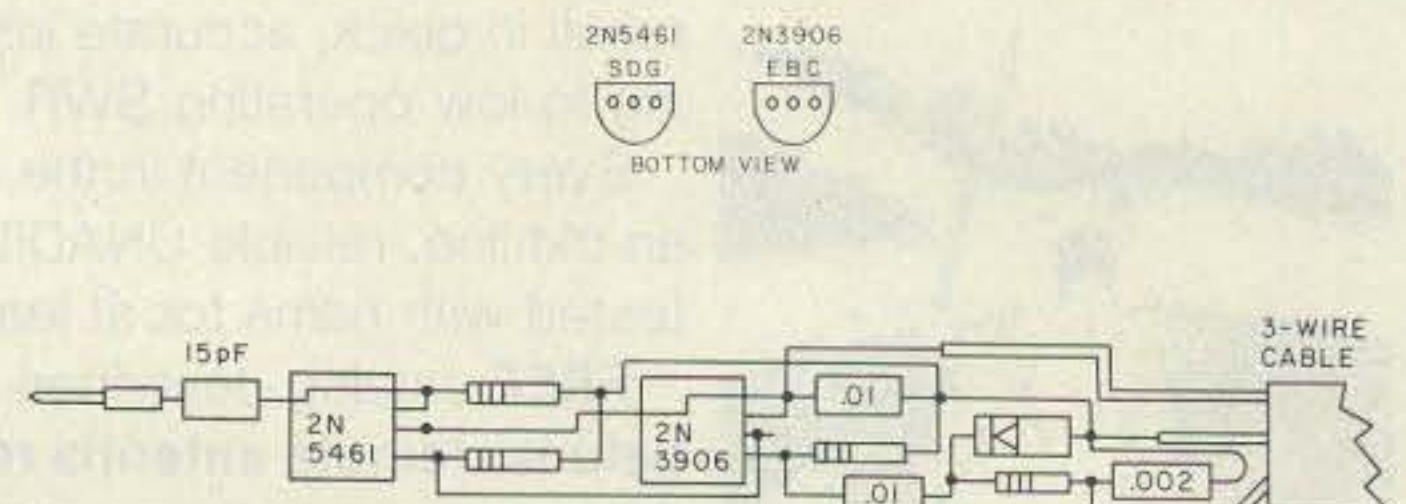 2N5461 2N3906
SDG EBC
BOTTOM VIEW
3-WIRE
CABLE
15pF
2N
5461
2N
3906
.01
.01
.002